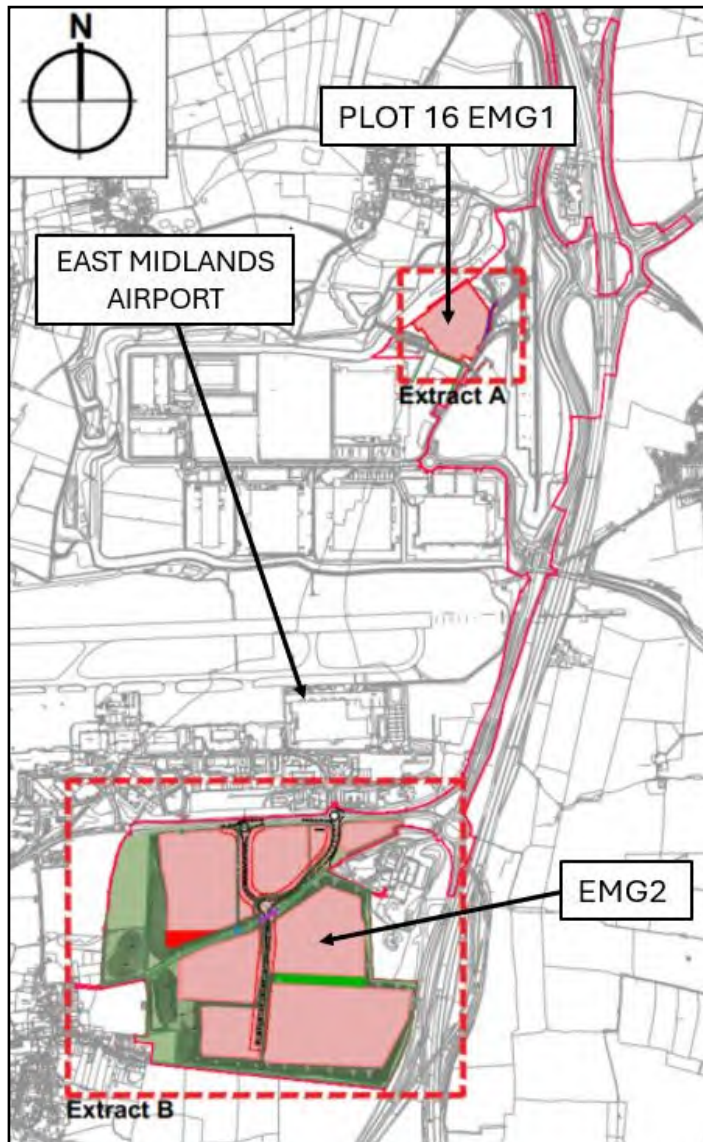 N
PLOT 16 EMG1
EAST MIDLANDS
AIRPORT
Extract A
EMG2
Extract B